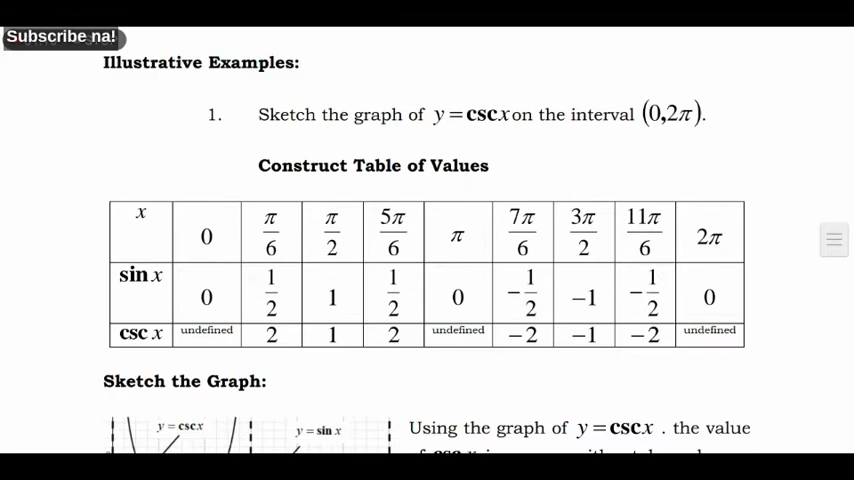 Subscribe na!
Illustrative Examples:
1. Sketch the graph of y = csc x on the interval (0,2π).
Construct Table of Values
x 0 π/6 π/2 5π/6 π 7π/6 3π/2 11π/6 2π
sin x 0 1/2 1 1/2 0 −1/2 −1 −1/2 0
csc x undefined 2 1 2 undefined −2 −1 −2 undefined
Sketch the Graph:
y = csc x
y = sin x
Using the graph of y = csc x . the value